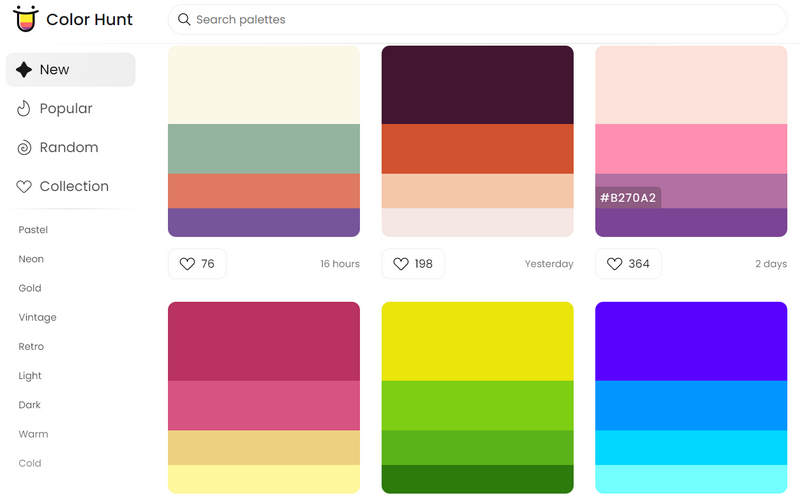 Color Hunt
Search palettes
New
Popular
Random
Collection
Pastel
Neon
Gold
Vintage
Retro
Light
Dark
Warm
Cold
#B270A2
76
16 hours
198
Yesterday
364
2 days